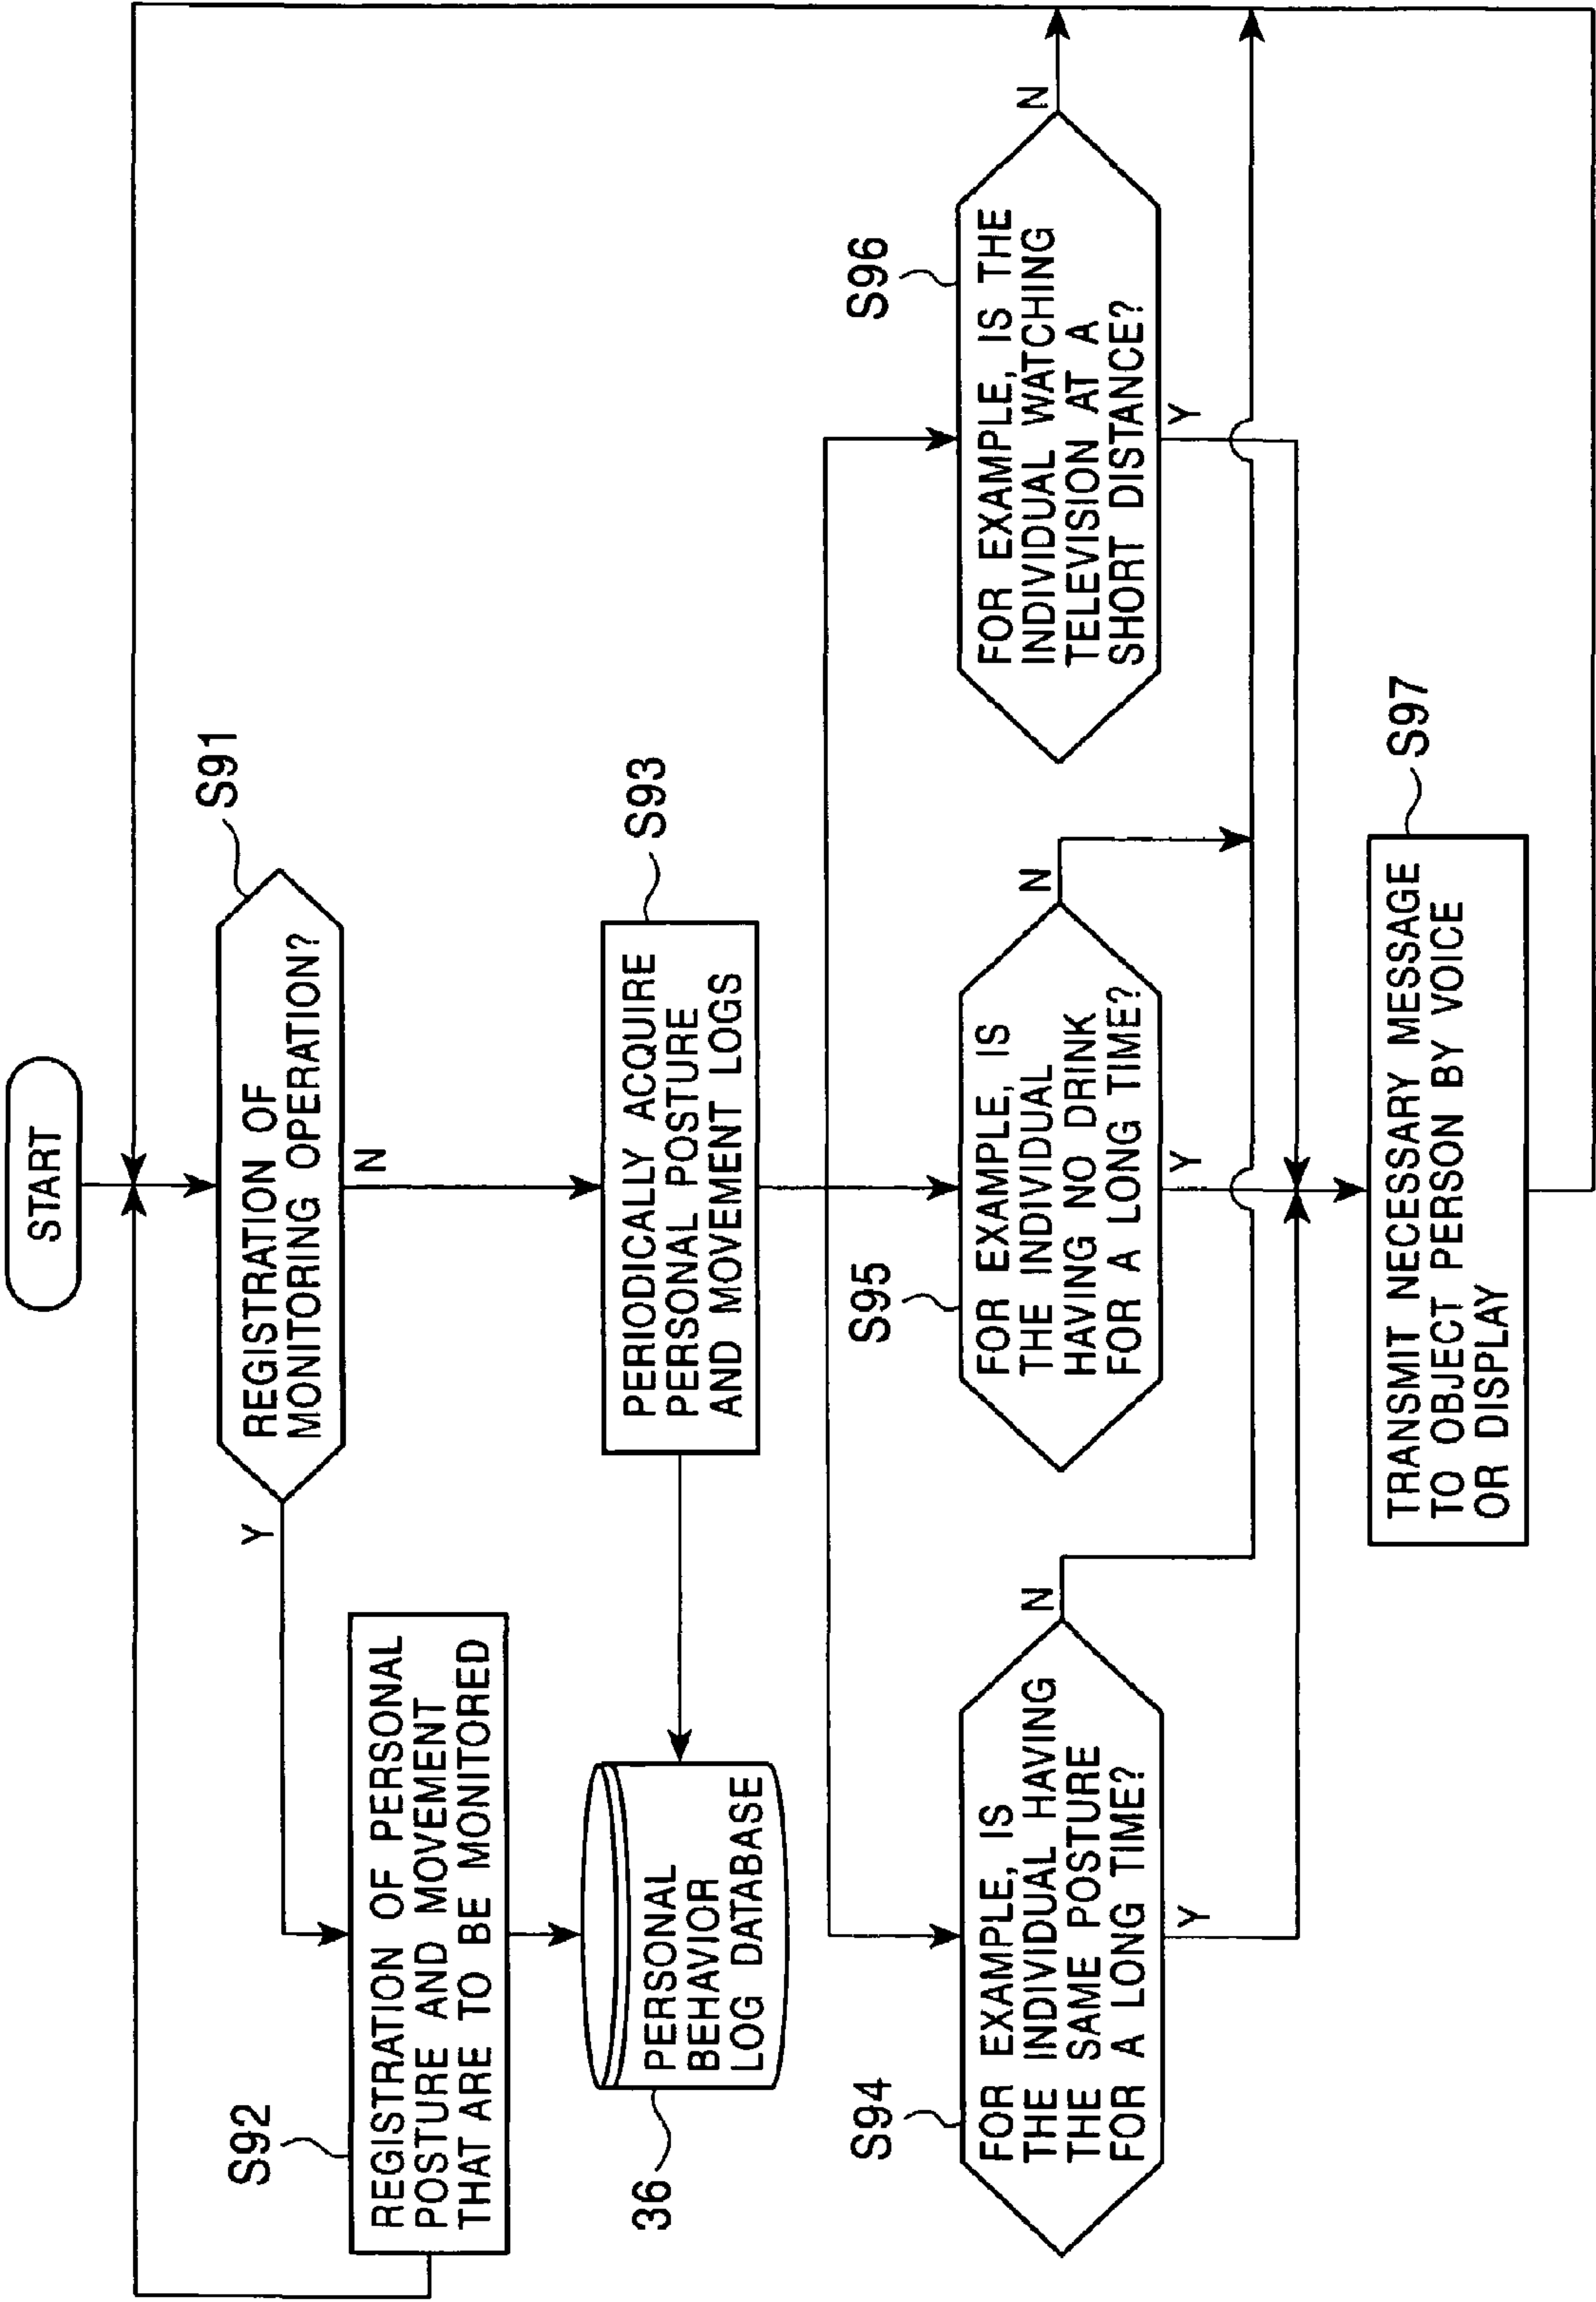 START
S91
REGISTRATION OF
MONITORING OPERATION?
Y
N
S92
REGISTRATION OF PERSONAL
POSTURE AND MOVEMENT
THAT ARE TO BE MONITORED
S93
PERIODICALLY ACQUIRE
PERSONAL POSTURE
AND MOVEMENT LOGS
36
PERSONAL
BEHAVIOR
LOG DATABASE
S94
FOR EXAMPLE, IS
THE INDIVIDUAL HAVING
THE SAME POSTURE
FOR A LONG TIME?
N
Y
S95
FOR EXAMPLE, IS
THE INDIVIDUAL
HAVING NO DRINK
FOR A LONG TIME?
N
Y
S96
FOR EXAMPLE, IS THE
INDIVIDUAL WATCHING
TELEVISION AT A
SHORT DISTANCE?
N
Y
S97
TRANSMIT NECESSARY MESSAGE
TO OBJECT PERSON BY VOICE
OR DISPLAY